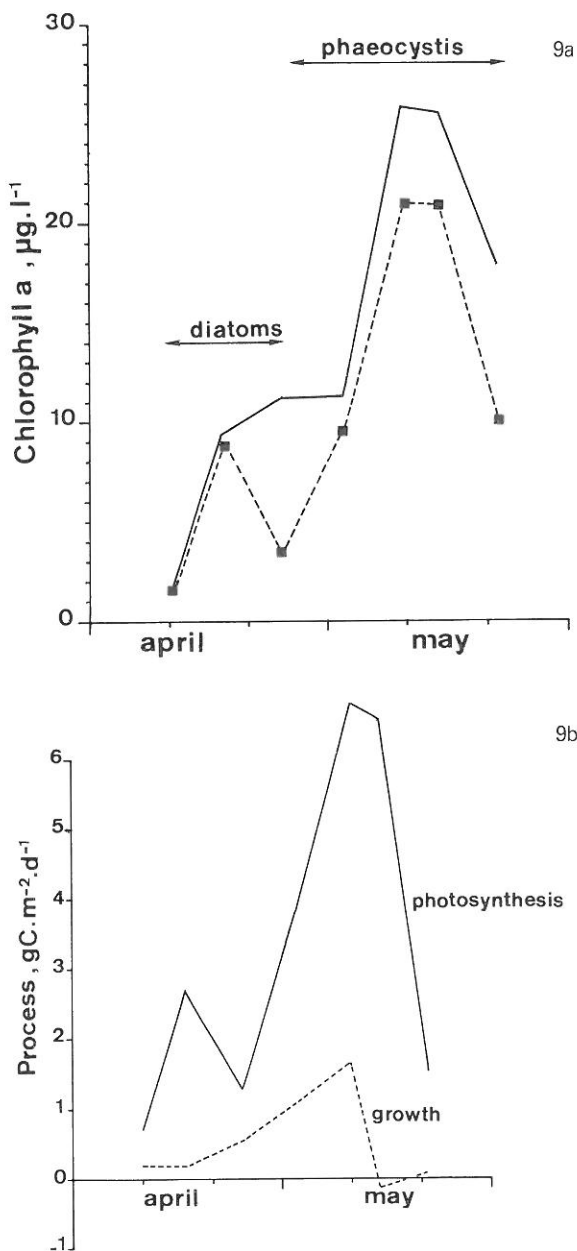 9a
30
phaeocystis
20
diatoms
10
0
Chlorophyll a , µg.l⁻¹
april may
9b
6
5
4
photosynthesis
3
2
1
growth
0
-1
Process , gC.m⁻².d⁻¹
april may